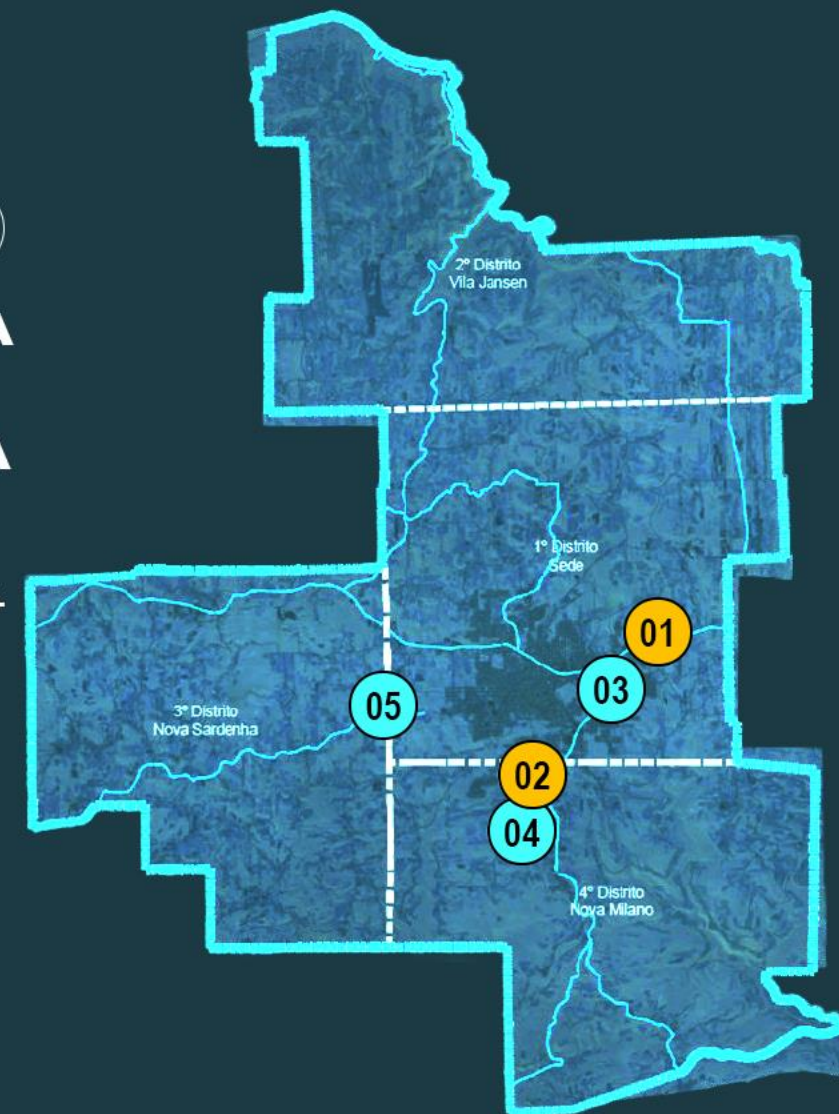 2º Distrito
Vila Jansen
1º Distrito
Sede
01
03
05
3º Distrito
Nova Sardenha
02
04
4º Distrito
Nova Milano
A
A